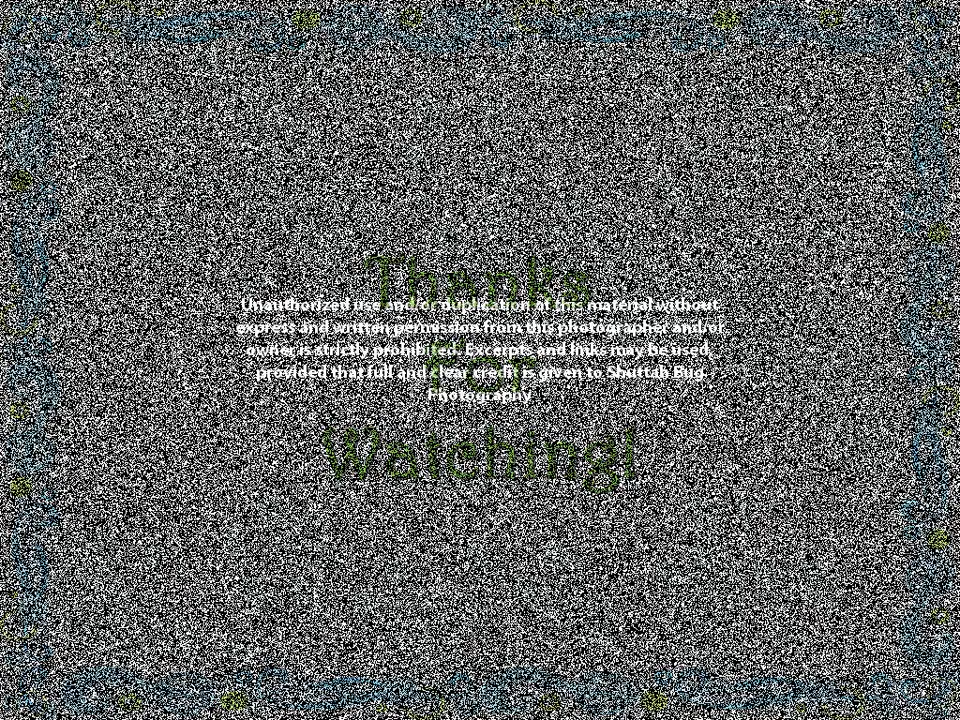 Thanks
For
Watching!
Unauthorized use and/or duplication of this material without
express and written permission from this photographer and/or
owner is strictly prohibited. Excerpts and links may be used,
provided that full and clear credit is given to Shuttah Bug
Photography